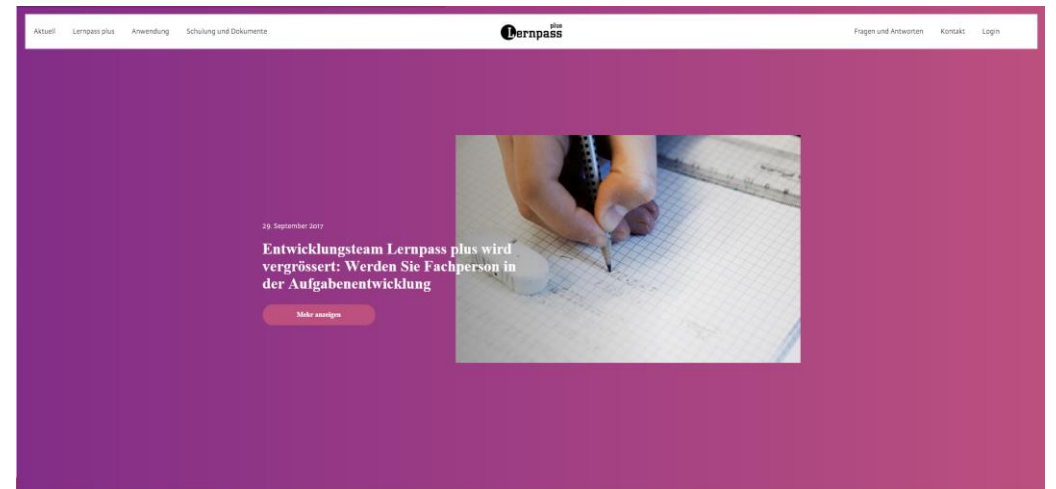 Aktuell Lernpass plus Anwendung Schulung und Dokumente
plus
Lernpass
Fragen und Antworten Kontakt Login
29. September 2017
Entwicklungsteam Lernpass plus wird
vergrössert: Werden Sie Fachperson in
der Aufgabenentwicklung
Mehr anzeigen